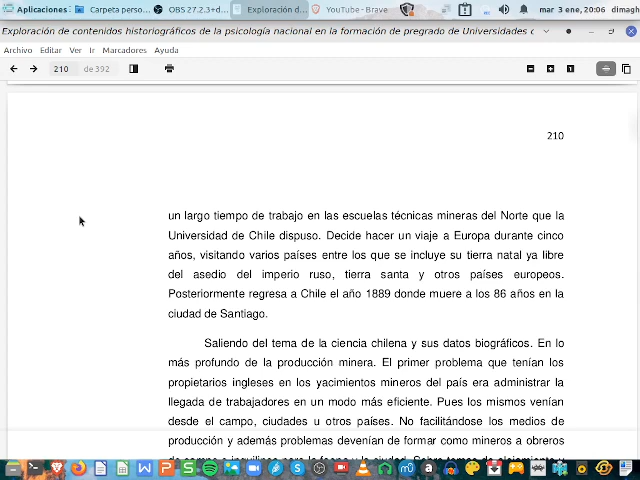 Aplicaciones
Carpeta perso...
OBS 27.2.3+d...
Exploración d...
YouTube - Brave
mar 3 ene, 20:06
dimagh
Exploración de contenidos historiográficos de la psicología nacional en la formación de pregrado de Universidades c
Archivo Editar Ver Ir Marcadores Ayuda
210 de 392
210
un largo tiempo de trabajo en las escuelas técnicas mineras del Norte que la
Universidad de Chile dispuso. Decide hacer un viaje a Europa durante cinco
años, visitando varios países entre los que se incluye su tierra natal ya libre
del asedio del imperio ruso, tierra santa y otros países europeos.
Posteriormente regresa a Chile el año 1889 donde muere a los 86 años en la
ciudad de Santiago.
Saliendo del tema de la ciencia chilena y sus datos biográficos. En lo
más profundo de la producción minera. El primer problema que tenían los
propietarios ingleses en los yacimientos mineros del país era administrar la
llegada de trabajadores en un modo más eficiente. Pues los mismos venían
desde el campo, ciudades u otros países. No facilitándose los medios de
producción y además problemas devenían de formar como mineros a obreros